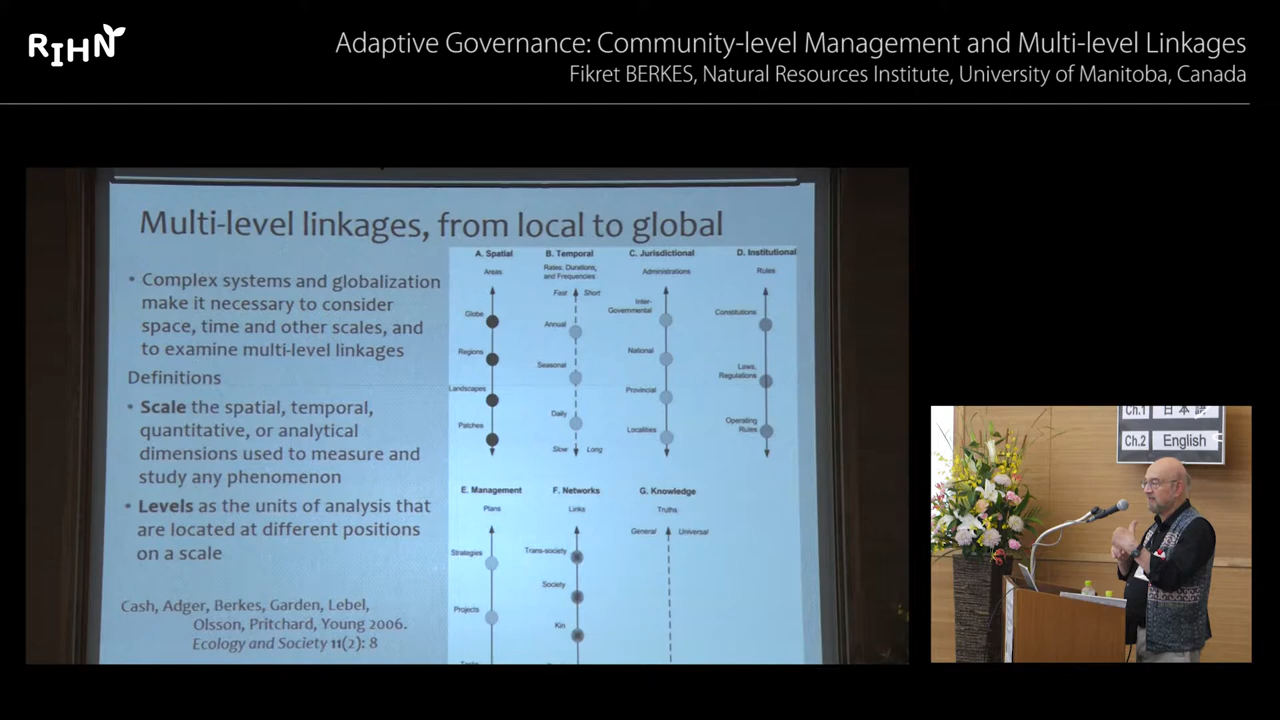 RIHN
Adaptive Governance: Community-level Management and Multi-level Linkages
Fikret BERKES, Natural Resources Institute, University of Manitoba, Canada
Multi-level linkages, from local to global
• Complex systems and globalization
make it necessary to consider
space, time and other scales, and
to examine multi-level linkages
Definitions
• Scale the spatial, temporal,
quantitative, or analytical
dimensions used to measure and
study any phenomenon
• Levels as the units of analysis that
are located at different positions
on a scale
Cash, Adger, Berkes, Garden, Lebel,
Olsson, Pritchard, Young 2006.
Ecology and Society 11(2): 8
A. Spatial
Areas
Globe
Regions
Landscapes
Patches
B. Temporal
Rates, Durations,
and Frequencies
Fast Short
Annual
Seasonal
Daily
Slow Long
C. Jurisdictional
Administrations
Inter-
Governmental
National
Provincial
Localities
D. Institutional
Rules
Constitutions
Laws,
Regulations
Operating
Rules
E. Management
Plans
Strategies
Projects
F. Networks
Links
Trans-society
Society
Kin
G. Knowledge
Truths
General Universal
Ch.1 日本語
Ch.2 English